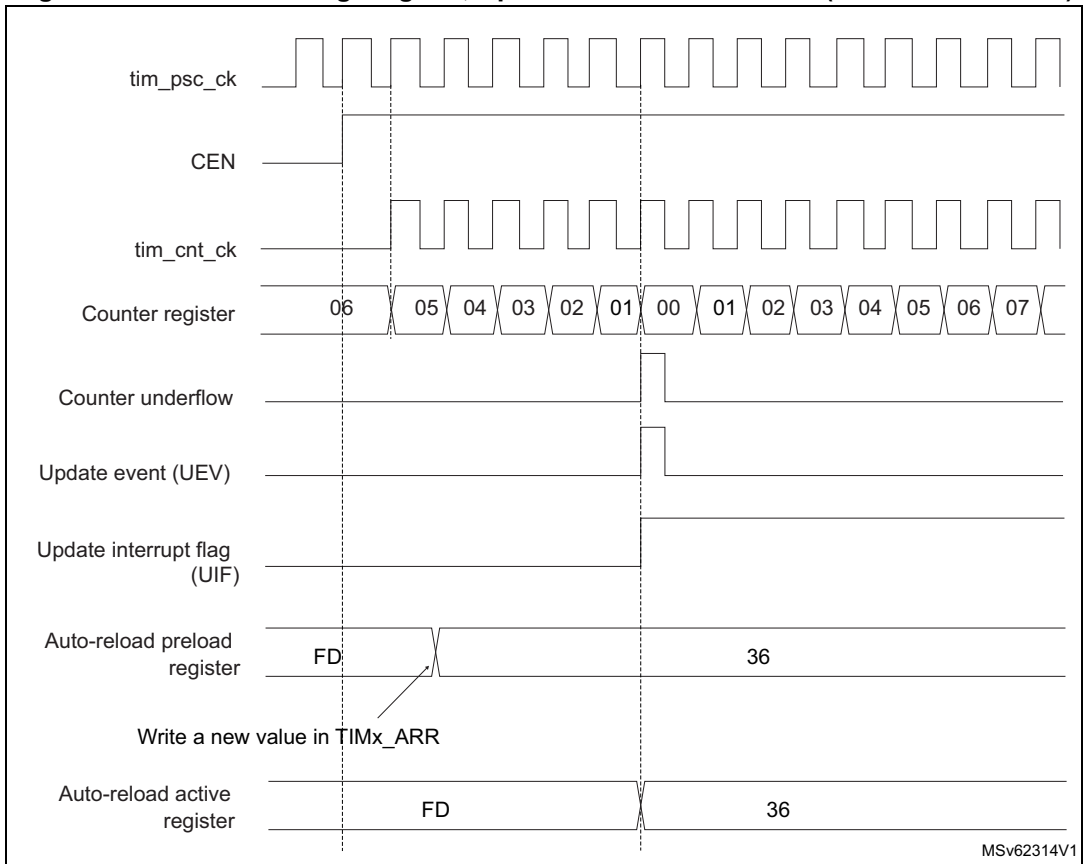 tim_psc_ck
CEN
tim_cnt_ck
Counter register 06 05 04 03 02 01 00 01 02 03 04 05 06 07
Counter underflow
Update event (UEV)
Update interrupt flag
(UIF)
Auto-reload preload
register
FD 36
Write a new value in TIMx_ARR
Auto-reload active
register
FD 36
MSv62314V1